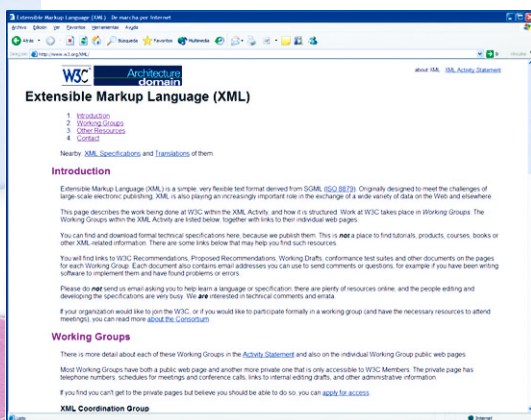 Extensible Markup Language (XML) - De marcha por Internet
Archivo Edición Ver Favoritos Herramientas Ayuda
Atrás Búsqueda Favoritos Multimedia
http://www.w3.org/XML/ Ir Vínculos
W3C Architecture domain about XML XML Activity Statement
Extensible Markup Language (XML)
1. Introduction
2. Working Groups
3. Other Resources
4. Contact
Nearby: XML Specifications and Translations of them
Introduction
Extensible Markup Language (XML) is a simple, very flexible text format derived from SGML (ISO 8879). Originally designed to meet the challenges of
large-scale electronic publishing, XML is also playing an increasingly important role in the exchange of a wide variety of data on the Web and elsewhere.
This page describes the work being done at W3C within the XML Activity, and how it is structured. Work at W3C takes place in Working Groups. The
Working Groups within the XML Activity are listed below, together with links to their individual web pages.
You can find and download formal technical specifications here, because we publish them. This is not a place to find tutorials, products, courses, books or
other XML-related information. There are some links below that may help you find such resources.
You will find links to W3C Recommendations, Proposed Recommendations, Working Drafts, conformance test suites and other documents on the pages
for each Working Group. Each document also contains email addresses you can use to send comments or questions, for example if you have been writing
software to implement them and have found problems or errors.
Please do not send us email asking you to help learn a language or specification; there are plenty of resources online, and the people editing and
developing the specifications are very busy. We are interested in technical comments and errata.
If your organization would like to join the W3C, or if you would like to participate formally in a working group (and have the necessary resources to attend
meetings), you can read more about the Consortium
Working Groups
There is more detail about each of these Working Groups in the Activity Statement and also on the individual Working Group public web pages.
Most Working Groups have both a public web page and another more private one that is only accessible to W3C Members. The private page has
telephone numbers, schedules for meetings and conference calls, links to internal editing drafts, and other administrative information.
If you find you can't get to the private pages but believe you should be able to do so, you can apply for access.
XML Coordination Group
Listo Internet